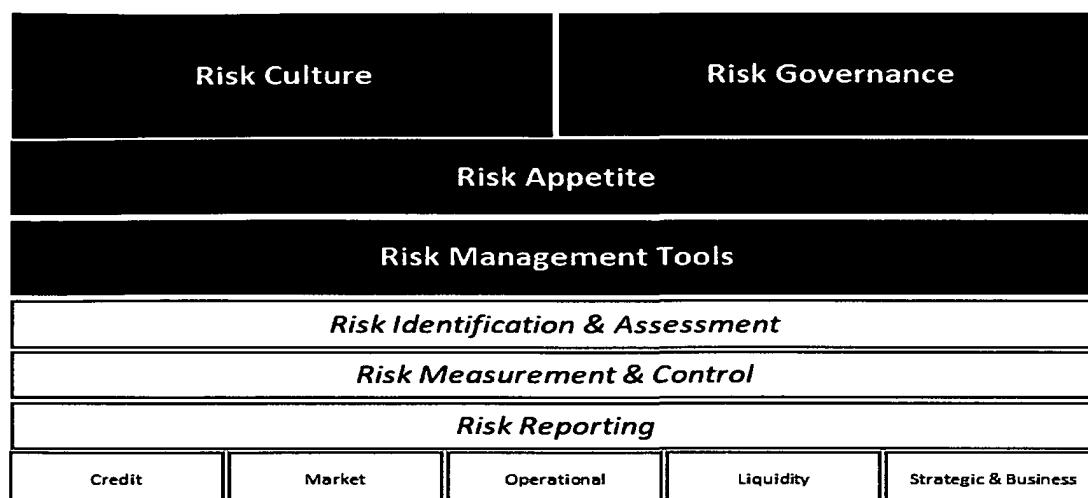 Risk Culture
Risk Governance
Risk Appetite
Risk Management Tools
Risk Identification & Assessment
Risk Measurement & Control
Risk Reporting
Credit
Market
Operational
Liquidity
Strategic & Business